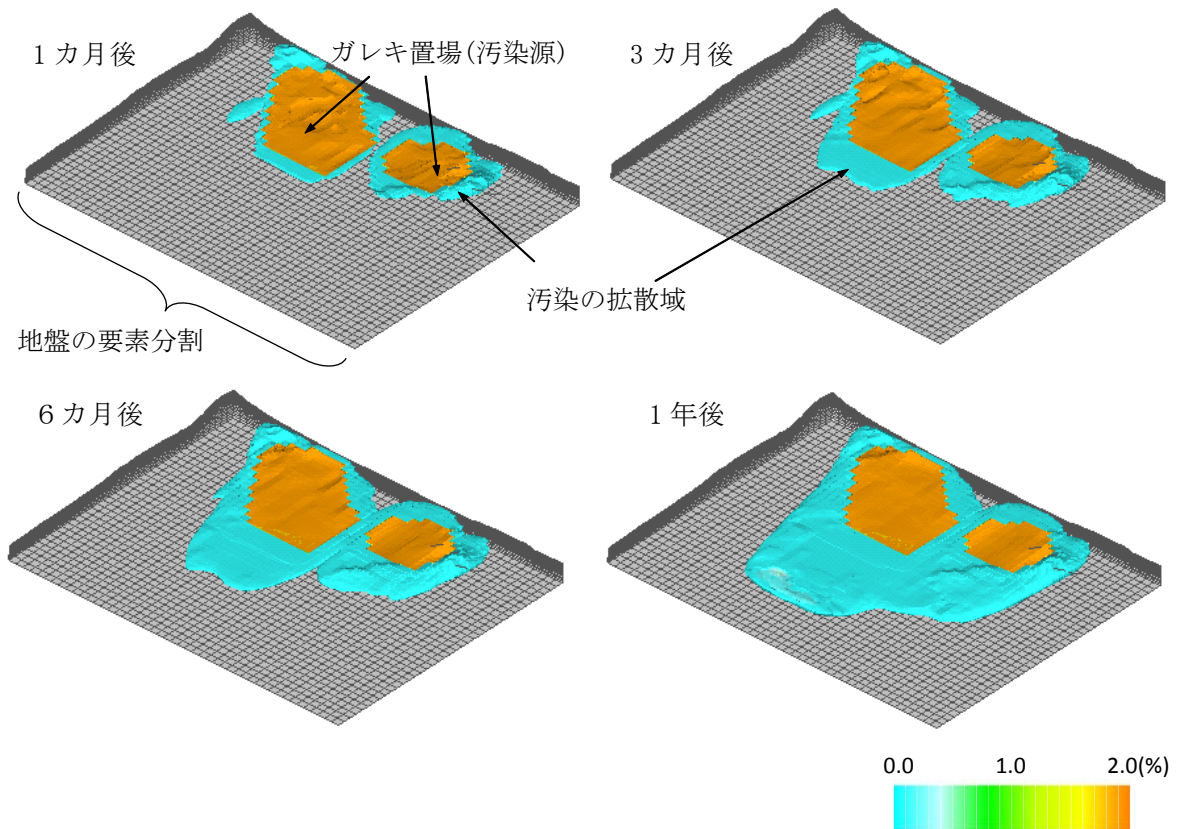 1カ月後
ガレキ置場(汚染源)
3カ月後
汚染の拡散域
地盤の要素分割
6カ月後
1年後
0.0 1.0 2.0(%)